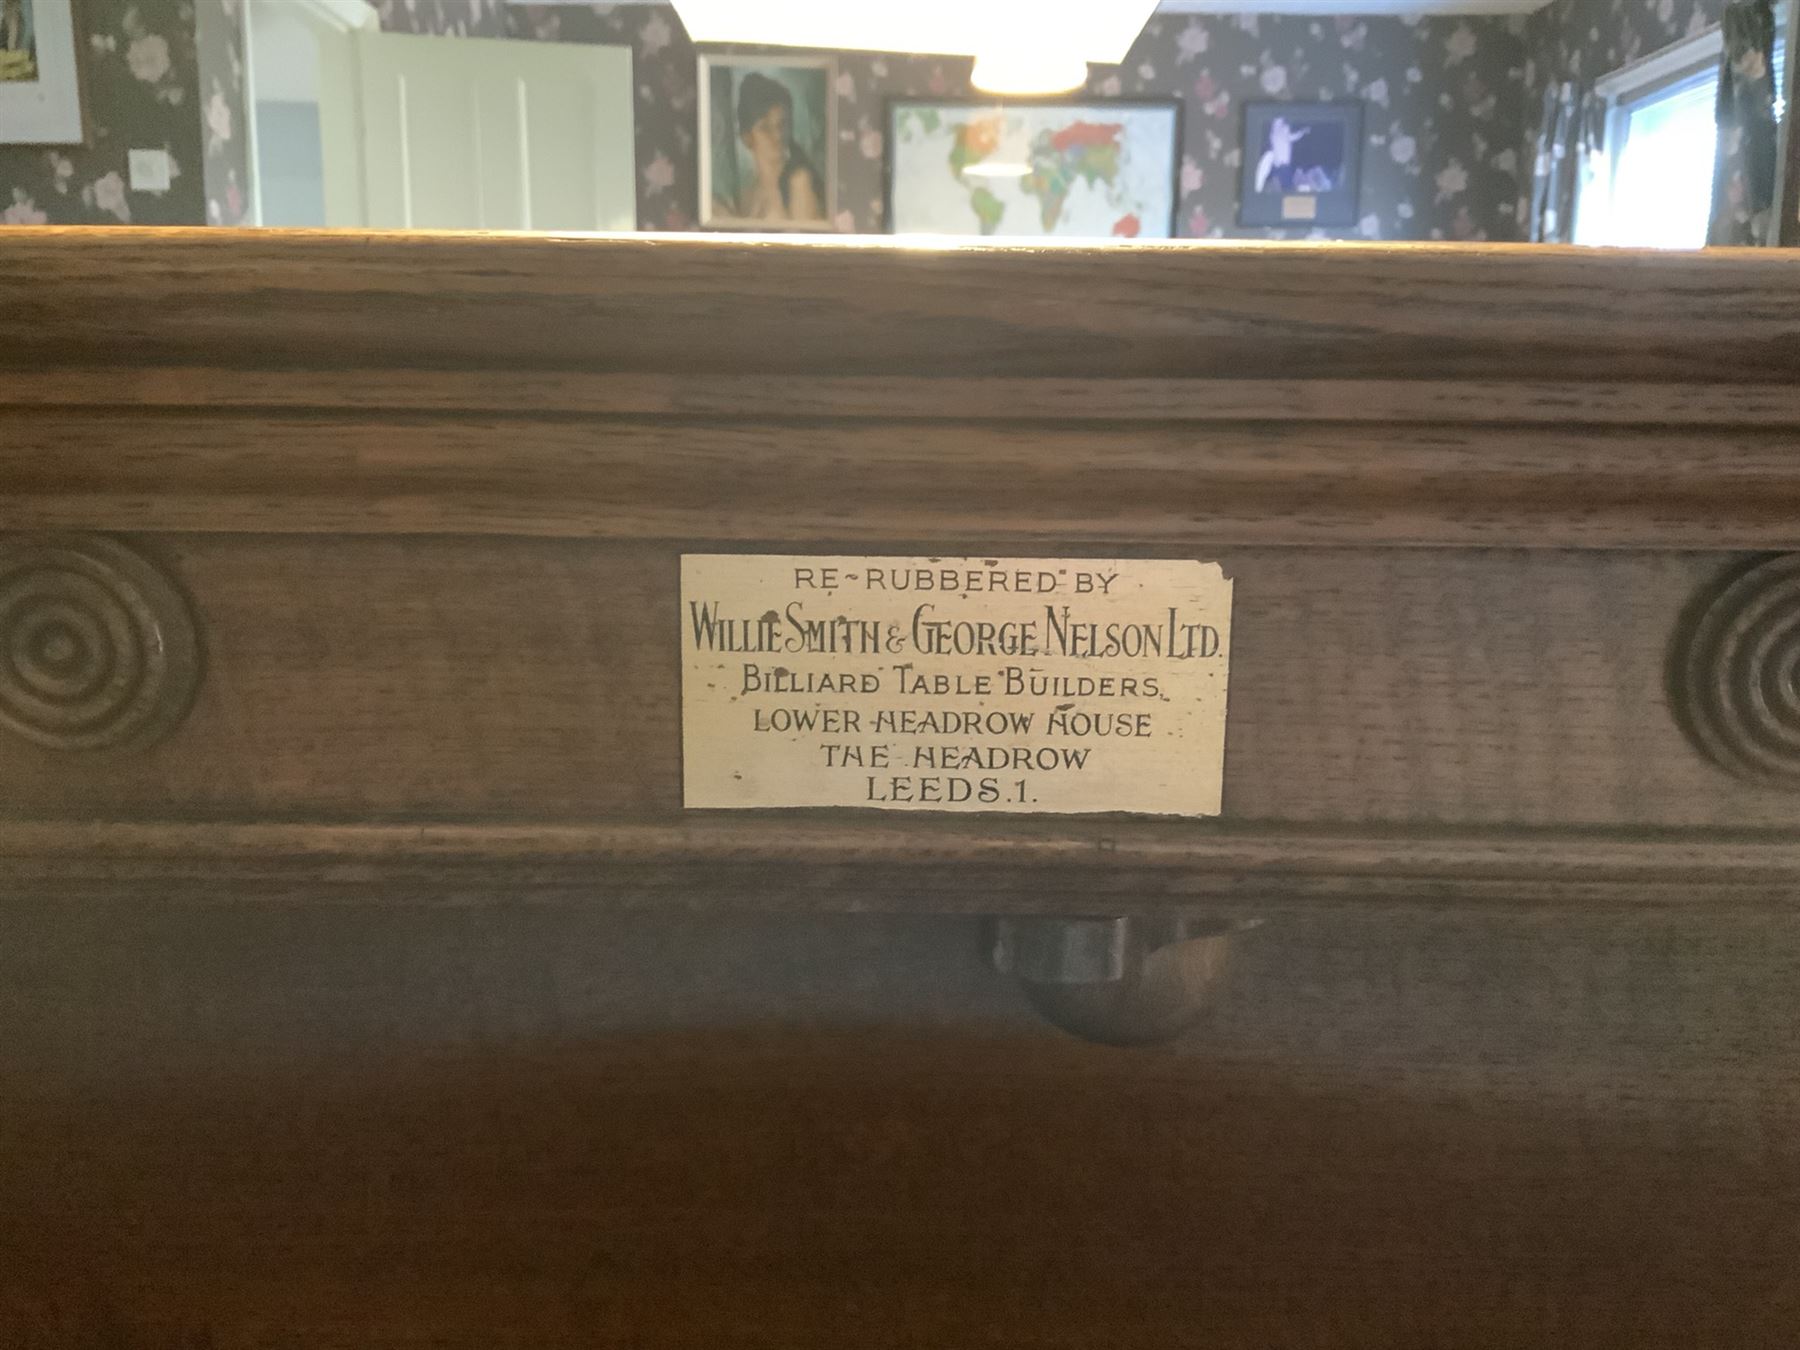 RE-RUBBERED BY
WILLIE SMITH & GEORGE NELSON LTD.
BILLIARD TABLE BUILDERS,
LOWER HEADROW HOUSE
THE HEADROW
LEEDS.1.